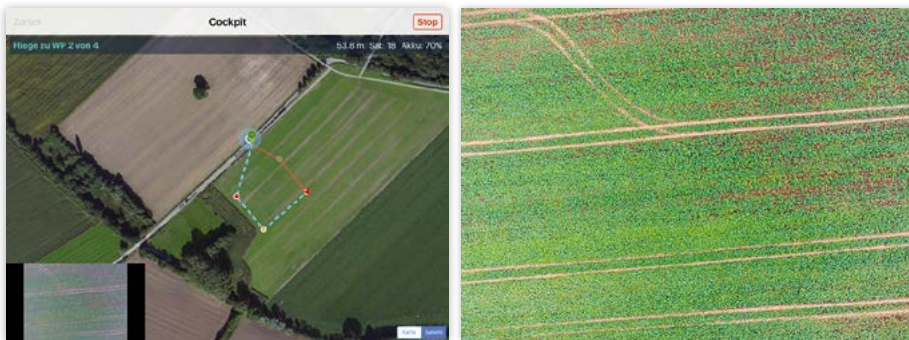 Zurück
Cockpit
Stop
Fliege zu WP 2 von 4
53.8 m Sat: 18 Akku: 70%
Karte
Satellit